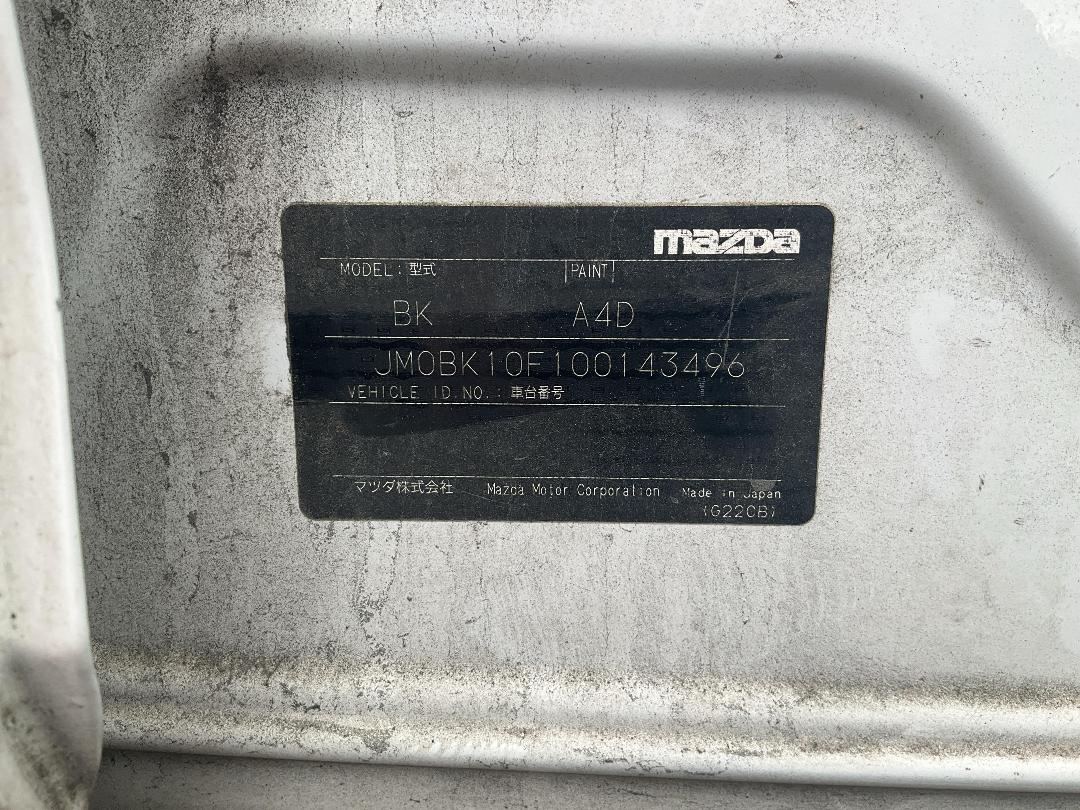 mazda
MODEL : 型式 PAINT
BK A4D
JM0BK10F100143496
VEHICLE ID NO. : 車台番号
マツダ株式会社 Mazda Motor Corporation Made in Japan
(G22CB)